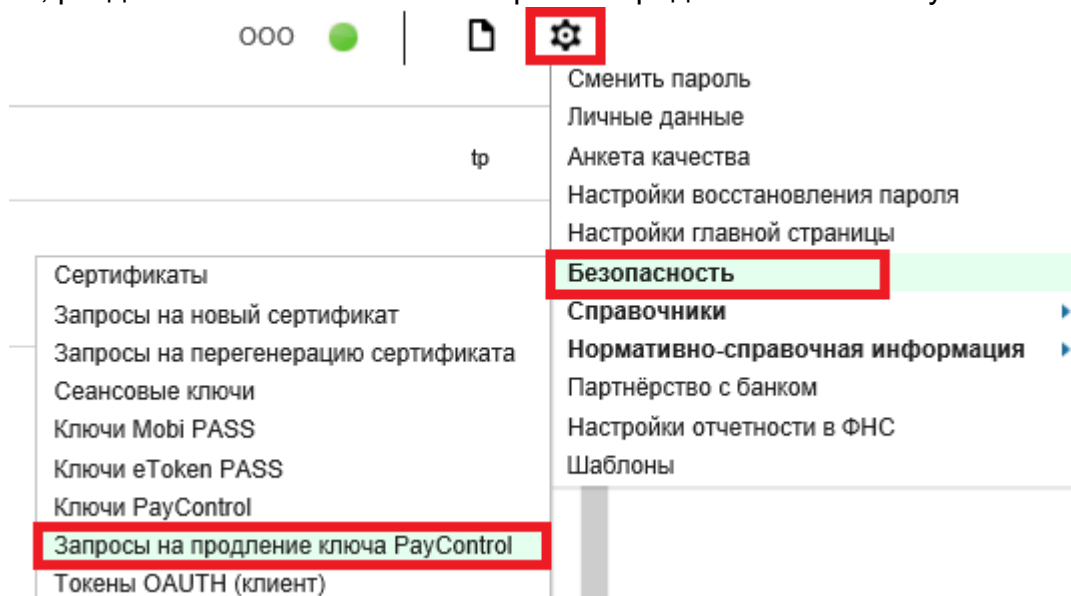 ООО
Сменить пароль
Личные данные
tp
Анкета качества
Настройки восстановления пароля
Настройки главной страницы
Безопасность
Справочники
Нормативно-справочная информация
Партнёрство с банком
Настройки отчетности в ФНС
Шаблоны
Сертификаты
Запросы на новый сертификат
Запросы на перегенерацию сертификата
Сеансовые ключи
Ключи Mobi PASS
Ключи eToken PASS
Ключи PayControl
Запросы на продление ключа PayControl
Токены OAUTH (клиент)